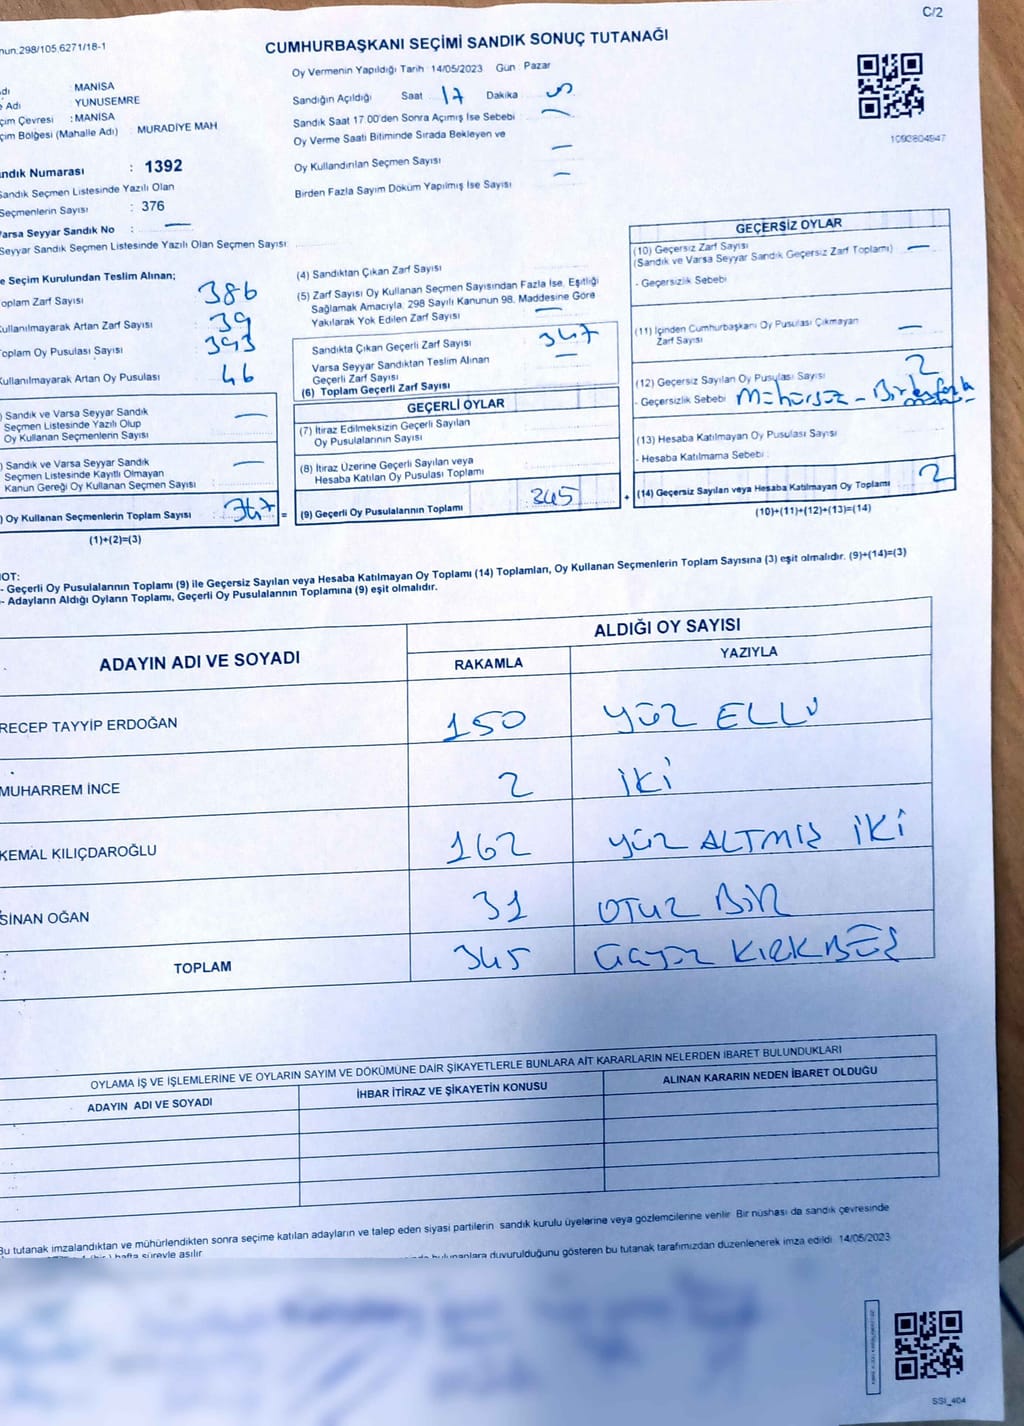 C/2
nun.298/105.6271/18-1
CUMHURBAŞKANI SEÇİMİ SANDIK SONUÇ TUTANAĞI
Oy Vermenin Yapıldığı Tarih :14/05/2023 Gün : Pazar
dı : MANİSA
e Adı : YUNUSEMRE
çim Çevresi : MANİSA
çim Bölgesi (Mahalle Adı) : MURADİYE MAH
Sandığın Açıldığı Saat 17 Dakika 5
Sandık Saat 17.00'den Sonra Açımış İse Sebebi
Oy Verme Saati Bitiminde Sırada Bekleyen ve
Oy Kullandırılan Seçmen Sayısı
Birden Fazla Sayım Döküm Yapılmış İse Sayısı
1092804947
ndık Numarası : 1392
Sandık Seçmen Listesinde Yazılı Olan
Seçmenlerin Sayısı : 376
Varsa Seyyar Sandık No : —
Seyyar Sandık Seçmen Listesinde Yazılı Olan Seçmen Sayısı:
e Seçim Kurulundan Teslim Alınan;
oplam Zarf Sayısı 386
ullanılmayarak Artan Zarf Sayısı 39
oplam Oy Pusulası Sayısı 393
ullanılmayarak Artan Oy Pusulası 46
) Sandık ve Varsa Seyyar Sandık
Seçmen Listesinde Yazılı Olup
Oy Kullanan Seçmenlerin Sayısı —
) Sandık ve Varsa Seyyar Sandık
Seçmen Listesinde Kayıtlı Olmayan
Kanun Gereği Oy Kullanan Seçmen Sayısı —
) Oy Kullanan Seçmenlerin Toplam Sayısı 347 =
(1)+(2)=(3)
(4) Sandıktan Çıkan Zarf Sayısı
(5) Zarf Sayısı Oy Kullanan Seçmen Sayısından Fazla İse, Eşitliği
Sağlamak Amacıyla, 298 Sayılı Kanunun 98. Maddesine Göre
Yakılarak Yok Edilen Zarf Sayısı —
Sandıkta Çıkan Geçerli Zarf Sayısı 347
Varsa Seyyar Sandıktan Teslim Alınan
Geçerli Zarf Sayısı —
(6) Toplam Geçerli Zarf Sayısı
GEÇERLİ OYLAR
(7) İtiraz Edilmeksizin Geçerli Sayılan
Oy Pusulalarının Sayısı
(8) İtiraz Üzerine Geçerli Sayılan veya
Hesaba Katılan Oy Pusulası Toplamı
(9) Geçerli Oy Pusulalarının Toplamı 345 +
GEÇERSİZ OYLAR
(10) Geçersiz Zarf Sayısı —
(Sandık ve Varsa Seyyar Sandık Geçersiz Zarf Toplamı)
- Geçersizlik Sebebi
(11) İçinden Cumhurbaşkanı Oy Pusulası Çıkmayan
Zarf Sayısı —
(12) Geçersiz Sayılan Oy Pusulası Sayısı 2
- Geçersizlik Sebebi Mühürsüz - Birden fazla
(13) Hesaba Katılmayan Oy Pusulası Sayısı
- Hesaba Katılmama Sebebi :
(14) Geçersiz Sayılan veya Hesaba Katılmayan Oy Toplamı 2
(10)+(11)+(12)+(13)=(14)
NOT:
- Geçerli Oy Pusulalarının Toplamı (9) ile Geçersiz Sayılan veya Hesaba Katılmayan Oy Toplamı (14) Toplamları, Oy Kullanan Seçmenlerin Toplam Sayısına (3) eşit olmalıdır. (9)+(14)=(3)
- Adayların Aldığı Oyların Toplamı, Geçerli Oy Pusulalarının Toplamına (9) eşit olmalıdır.
ADAYIN ADI VE SOYADI
ALDIĞI OY SAYISI
RAKAMLA YAZIYLA
RECEP TAYYİP ERDOĞAN 150 YÜZ ELLİ
MUHARREM İNCE 2 İKİ
KEMAL KILIÇDAROĞLU 162 YÜZ ALTMIŞ İKİ
SİNAN OĞAN 31 OTUZ BİR
TOPLAM 345 ÜÇYÜZ KIRKBEŞ
OYLAMA İŞ VE İŞLEMLERİNE VE OYLARIN SAYIM VE DÖKÜMÜNE DAİR ŞİKAYETLERLE BUNLARA AİT KARARLARIN NELERDEN İBARET BULUNDUKLARI
ADAYIN ADI VE SOYADI İHBAR İTİRAZ VE ŞİKAYETİN KONUSU ALINAN KARARIN NEDEN İBARET OLDUĞU
Bu tutanak imzalandıktan ve mühürlendikten sonra seçime katılan adayların ve talep eden siyasi partilerin sandık kurulu üyelerine veya gözlemcilerine verilir. Bir nüshası da sandık çevresinde
hafta süreyle asılır. bulunanlara duyurulduğunu gösteren bu tutanak tarafımızdan düzenlenerek imza edildi. 14/05/2023
SSI_404